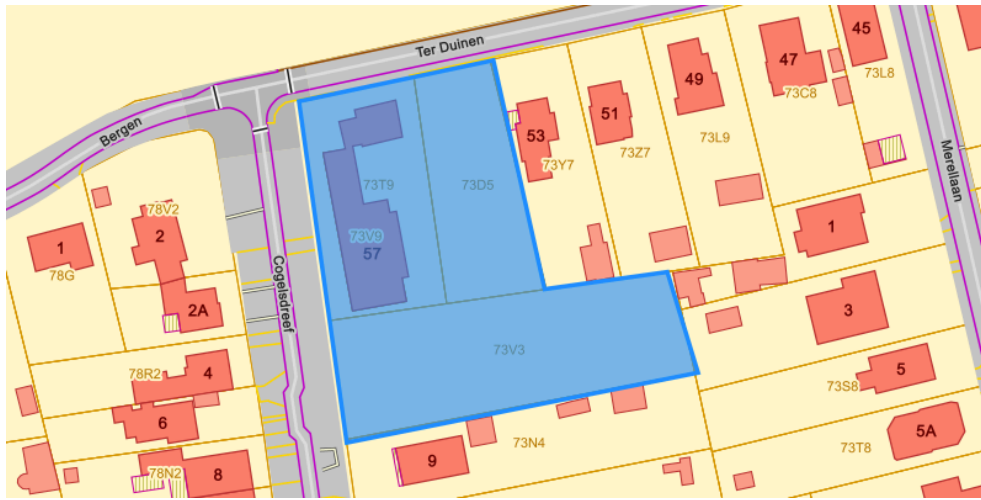 Ter Duinen
45
73L8
47
73C8
49
73L9
51
73Z7
53
73Y7
Bergen
Merellaan
73T9
73D5
73V9
57
78V2
2
1
78G
1
2A
Cogelsdreef
3
73V3
4
78R2
5
73S8
6
5A
73T8
73N4
9
78N2
8